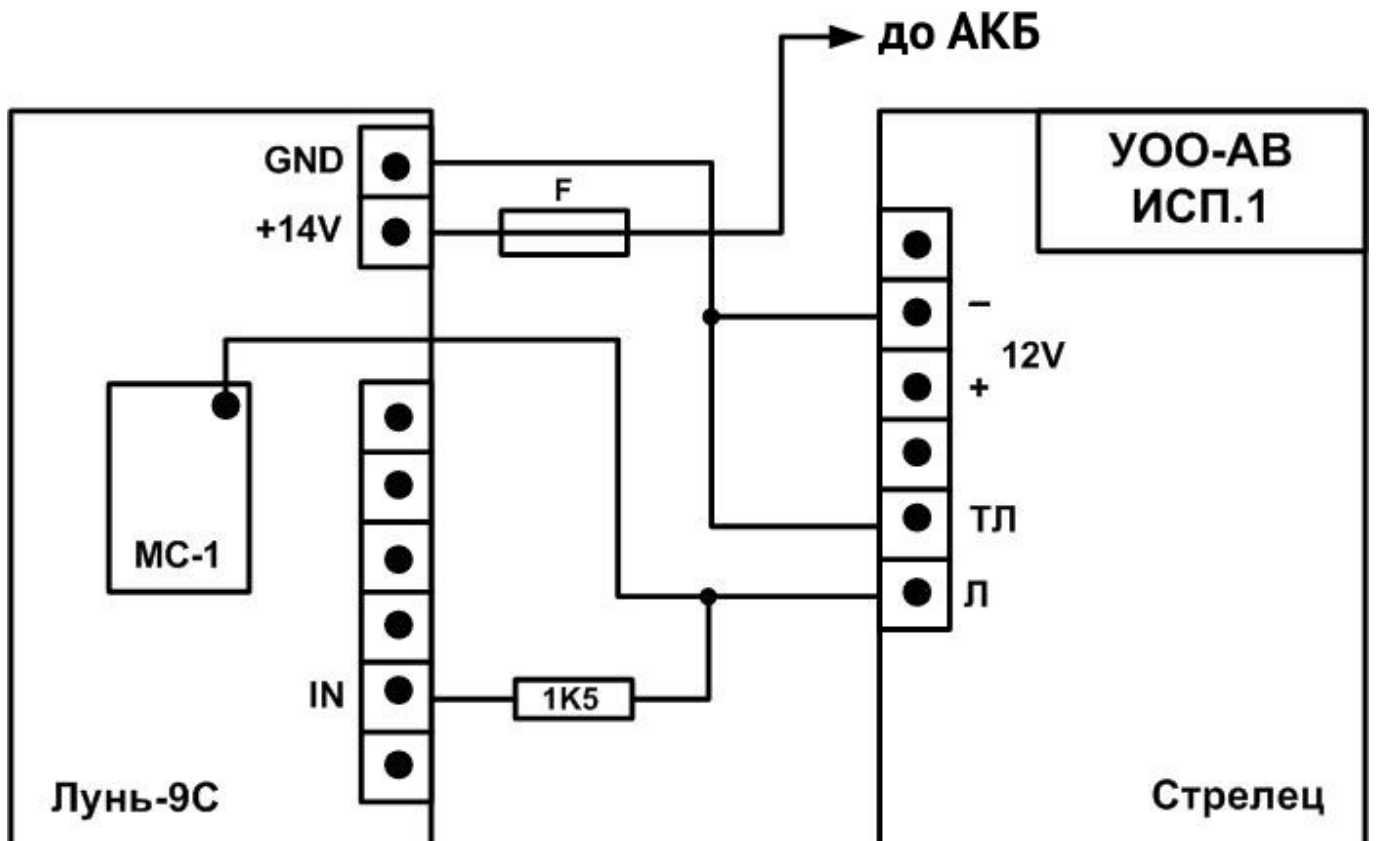 до АКБ
GND
F
УОО-АВ
ИСП.1
+14V
–
12V
+
МС-1
ТЛ
Л
IN
1К5
Лунь-9С
Стрелец